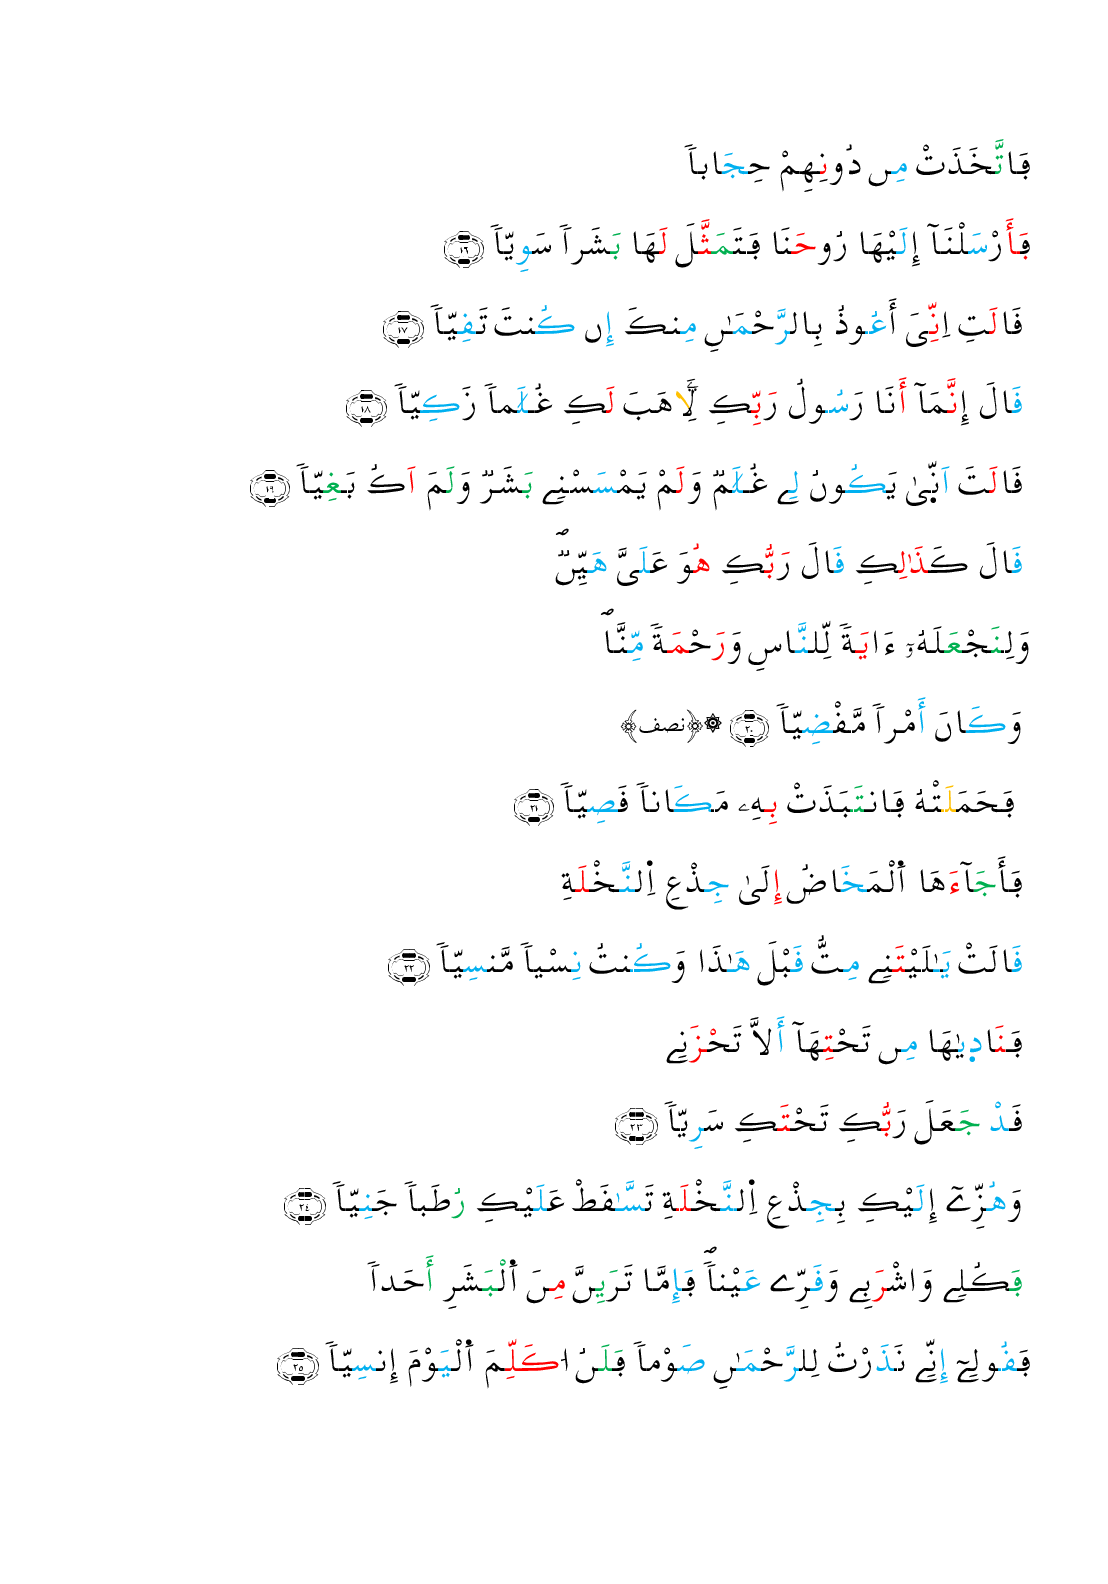 فَاتَّخَذَتْ مِن دُونِهِمْ حِجَاباٗ
فَأَرْسَلْنَآ إِلَيْهَا رُوحَنَا فَتَمَثَّلَ لَهَا بَشَراٗ سَوِيّاٗ ١٦
قَالَتِ اِنِّيَ أَعُوذُ بِالرَّحْمَٰنِ مِنكَ إِن كُنتَ تَقِيّاٗ ١٧
قَالَ إِنَّمَآ أَنَا رَسُولُ رَبِّكِ لِأَهَبَ لَكِ غُلَٰماٗ زَكِيّاٗ ١٨
قَالَتَ اَنّ۪يٰ يَكُونُ لِے غُلَٰمٞ وَلَمْ يَمْسَسْنِے بَشَرٞ وَلَمَ اَكُ بَغِيّاٗ ١٩
قَالَ كَذَٰلِكِ قَالَ رَبُّكِ هُوَ عَلَيَّ هَيِّنٞۖ
وَلِنَجْعَلَهُۥٓ ءَايَةٗ لِّلنَّاسِ وَرَحْمَةٗ مِّنَّاۖ
وَكَانَ أَمْراٗ مَّقْضِيّاٗ ٢٠ ۞﴿نصف﴾
فَحَمَلَتْهُ فَانتَبَذَتْ بِهِۦ مَكَاناٗ قَصِيّاٗ ٢١
فَأَجَآءَهَا اَ۬لْمَخَاضُ إِلَىٰ جِذْعِ اِ۬لنَّخْلَةِ
قَالَتْ يَٰلَيْتَنِے مِتُّ قَبْلَ هَٰذَا وَكُنتُ نِسْياٗ مَّنسِيّاٗ ٢٢
فَنَاد۪يٰهَا مِن تَحْتِهَآ أَلَّا تَحْزَنِے
قَدْ جَعَلَ رَبُّكِ تَحْتَكِ سَرِيّاٗ ٢٣
وَهُزِّےٓ إِلَيْكِ بِجِذْعِ اِ۬لنَّخْلَةِ تَسَّٰقَطْ عَلَيْكِ رُطَباٗ جَنِيّاٗ ٢٤
فَكُلِے وَاشْرَبِے وَقَرِّے عَيْناٗۖ فَإِمَّا تَرَيِنَّ مِنَ اَ۬لْبَشَرِ أَحَداٗ
فَقُولِےٓ إِنِّے نَذَرْتُ لِلرَّحْمَٰنِ صَوْماٗ فَلَنُ ا۟كَلِّمَ اَ۬لْيَوْمَ إِنسِيّاٗ ٢٥